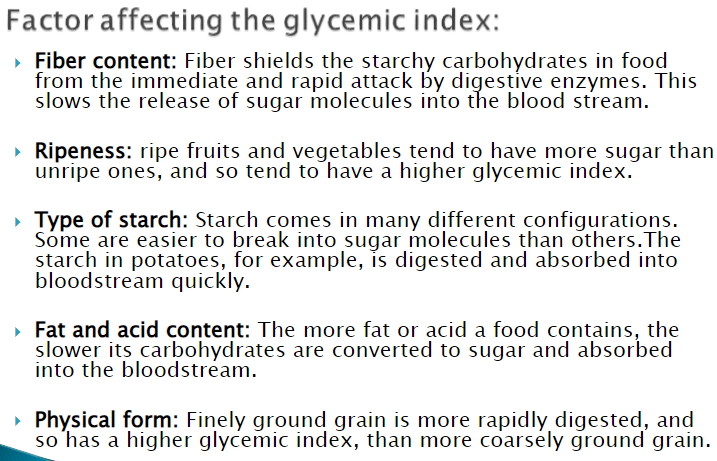 Factor affecting the glycemic index:
Fiber content: Fiber shields the starchy carbohydrates in food
from the immediate and rapid attack by digestive enzymes. This
slows the release of sugar molecules into the blood stream.
Ripeness: ripe fruits and vegetables tend to have more sugar than
unripe ones, and so tend to have a higher glycemic index.
Type of starch: Starch comes in many different configurations.
Some are easier to break into sugar molecules than others.The
starch in potatoes, for example, is digested and absorbed into
bloodstream quickly.
Fat and acid content: The more fat or acid a food contains, the
slower its carbohydrates are converted to sugar and absorbed
into the bloodstream.
Physical form: Finely ground grain is more rapidly digested, and
so has a higher glycemic index, than more coarsely ground grain.